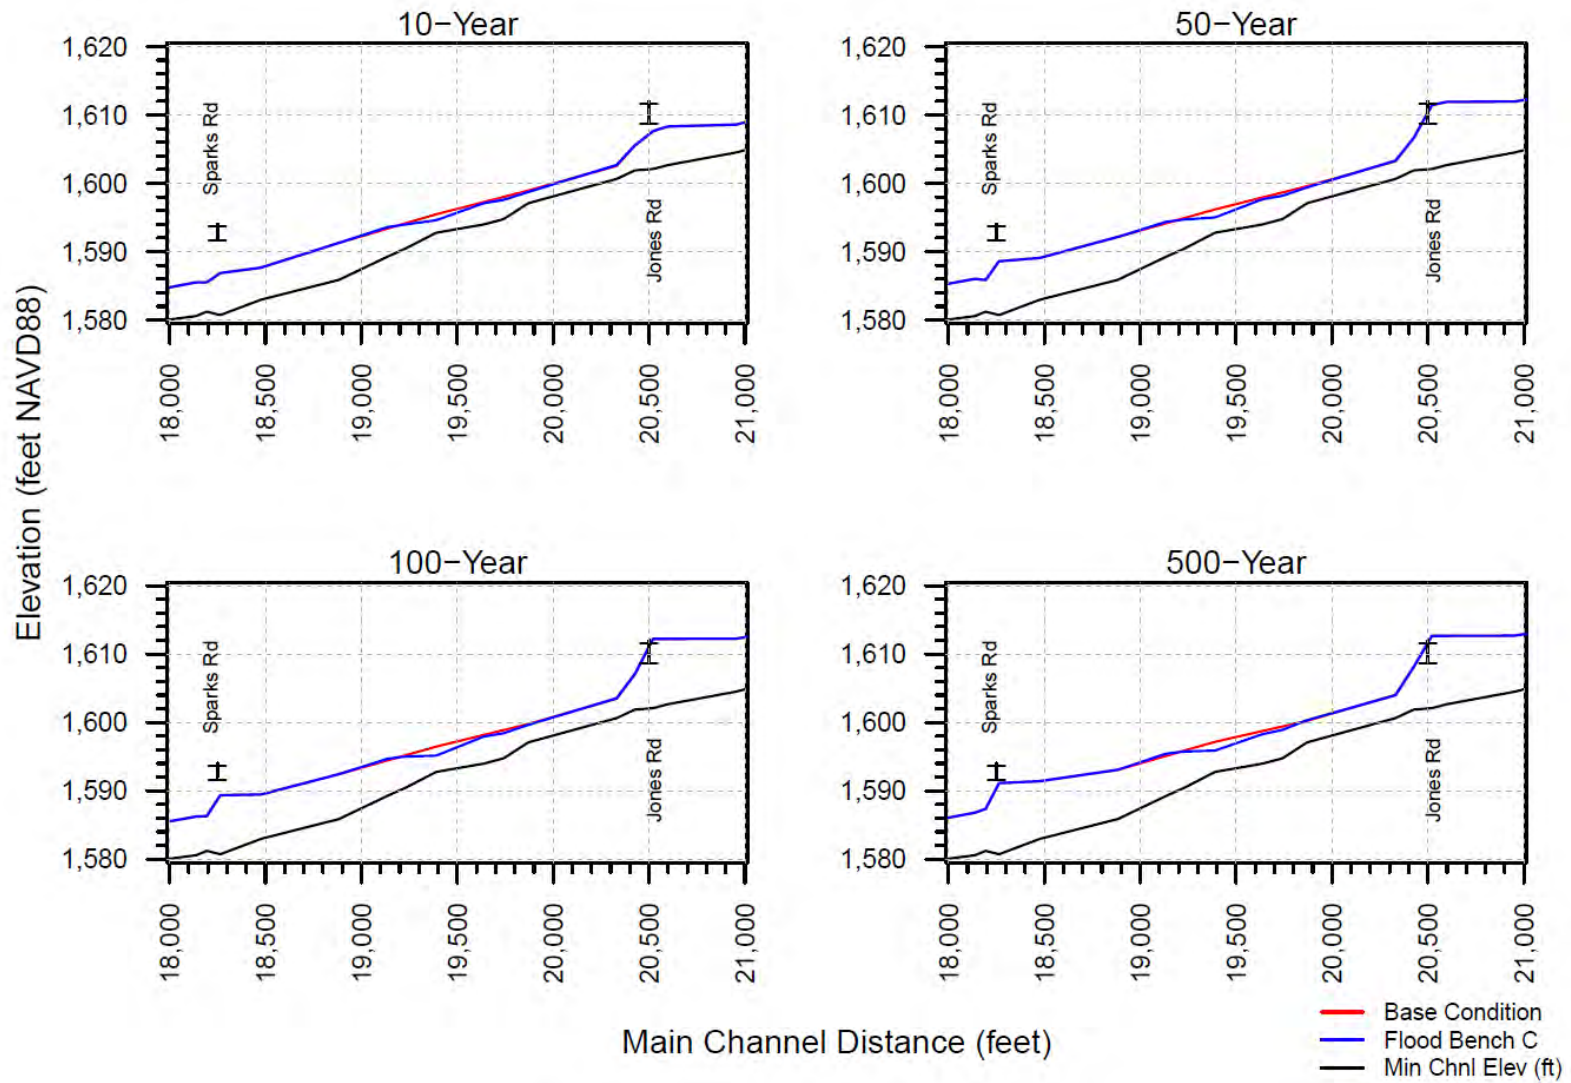 10−Year
1,620
1,610
1,600
1,590
1,580
Sparks Rd
Jones Rd
18,000
18,500
19,000
19,500
20,000
20,500
21,000
50−Year
1,620
1,610
1,600
1,590
1,580
Sparks Rd
Jones Rd
18,000
18,500
19,000
19,500
20,000
20,500
21,000
Elevation (feet NAVD88)
100−Year
1,620
1,610
1,600
1,590
1,580
Sparks Rd
Jones Rd
18,000
18,500
19,000
19,500
20,000
20,500
21,000
500−Year
1,620
1,610
1,600
1,590
1,580
Sparks Rd
Jones Rd
18,000
18,500
19,000
19,500
20,000
20,500
21,000
Main Channel Distance (feet)
Base Condition
Flood Bench C
Min Chnl Elev (ft)